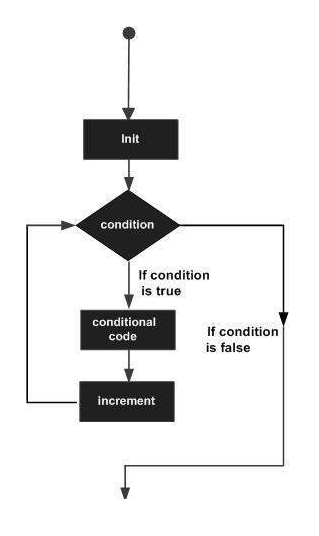 Init
condition
If condition
is true
conditional
code
If condition
is false
increment